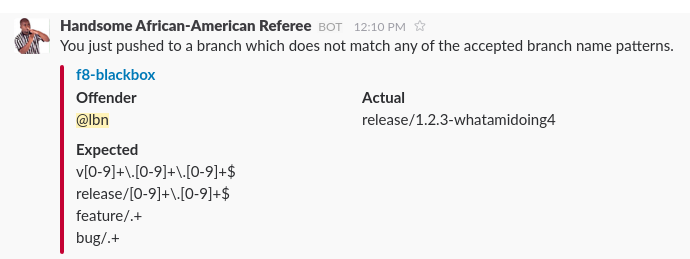 Handsome African-American Referee BOT 12:10 PM
You just pushed to a branch which does not match any of the accepted branch name patterns.
f8-blackbox
Offender Actual
@lbn release/1.2.3-whatamidoing4
Expected
v[0-9]+\.[0-9]+\.[0-9]+$
release/[0-9]+\.[0-9]+$
feature/.+
bug/.+